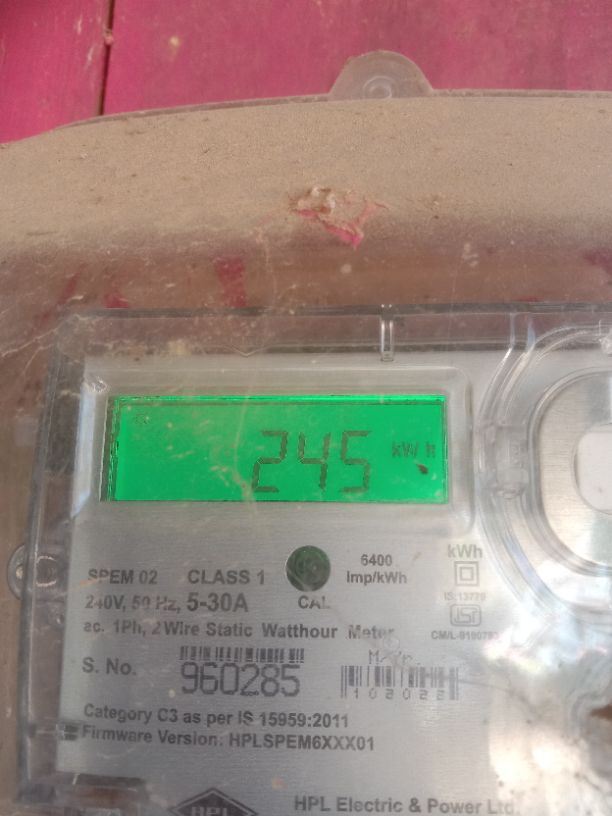 245 kWh
SPEM 02 CLASS 1 6400 Imp/kWh kWh
240V, 50 Hz, 5-30A CAL IS:13779
ac. 1Ph, 2 Wire Static Watthour Meter
S. No. 960285
102022
Category C3 as per IS 15959:2011
Firmware Version: HPLSPEM6XXX01
HPL HPL Electric & Power Ltd.